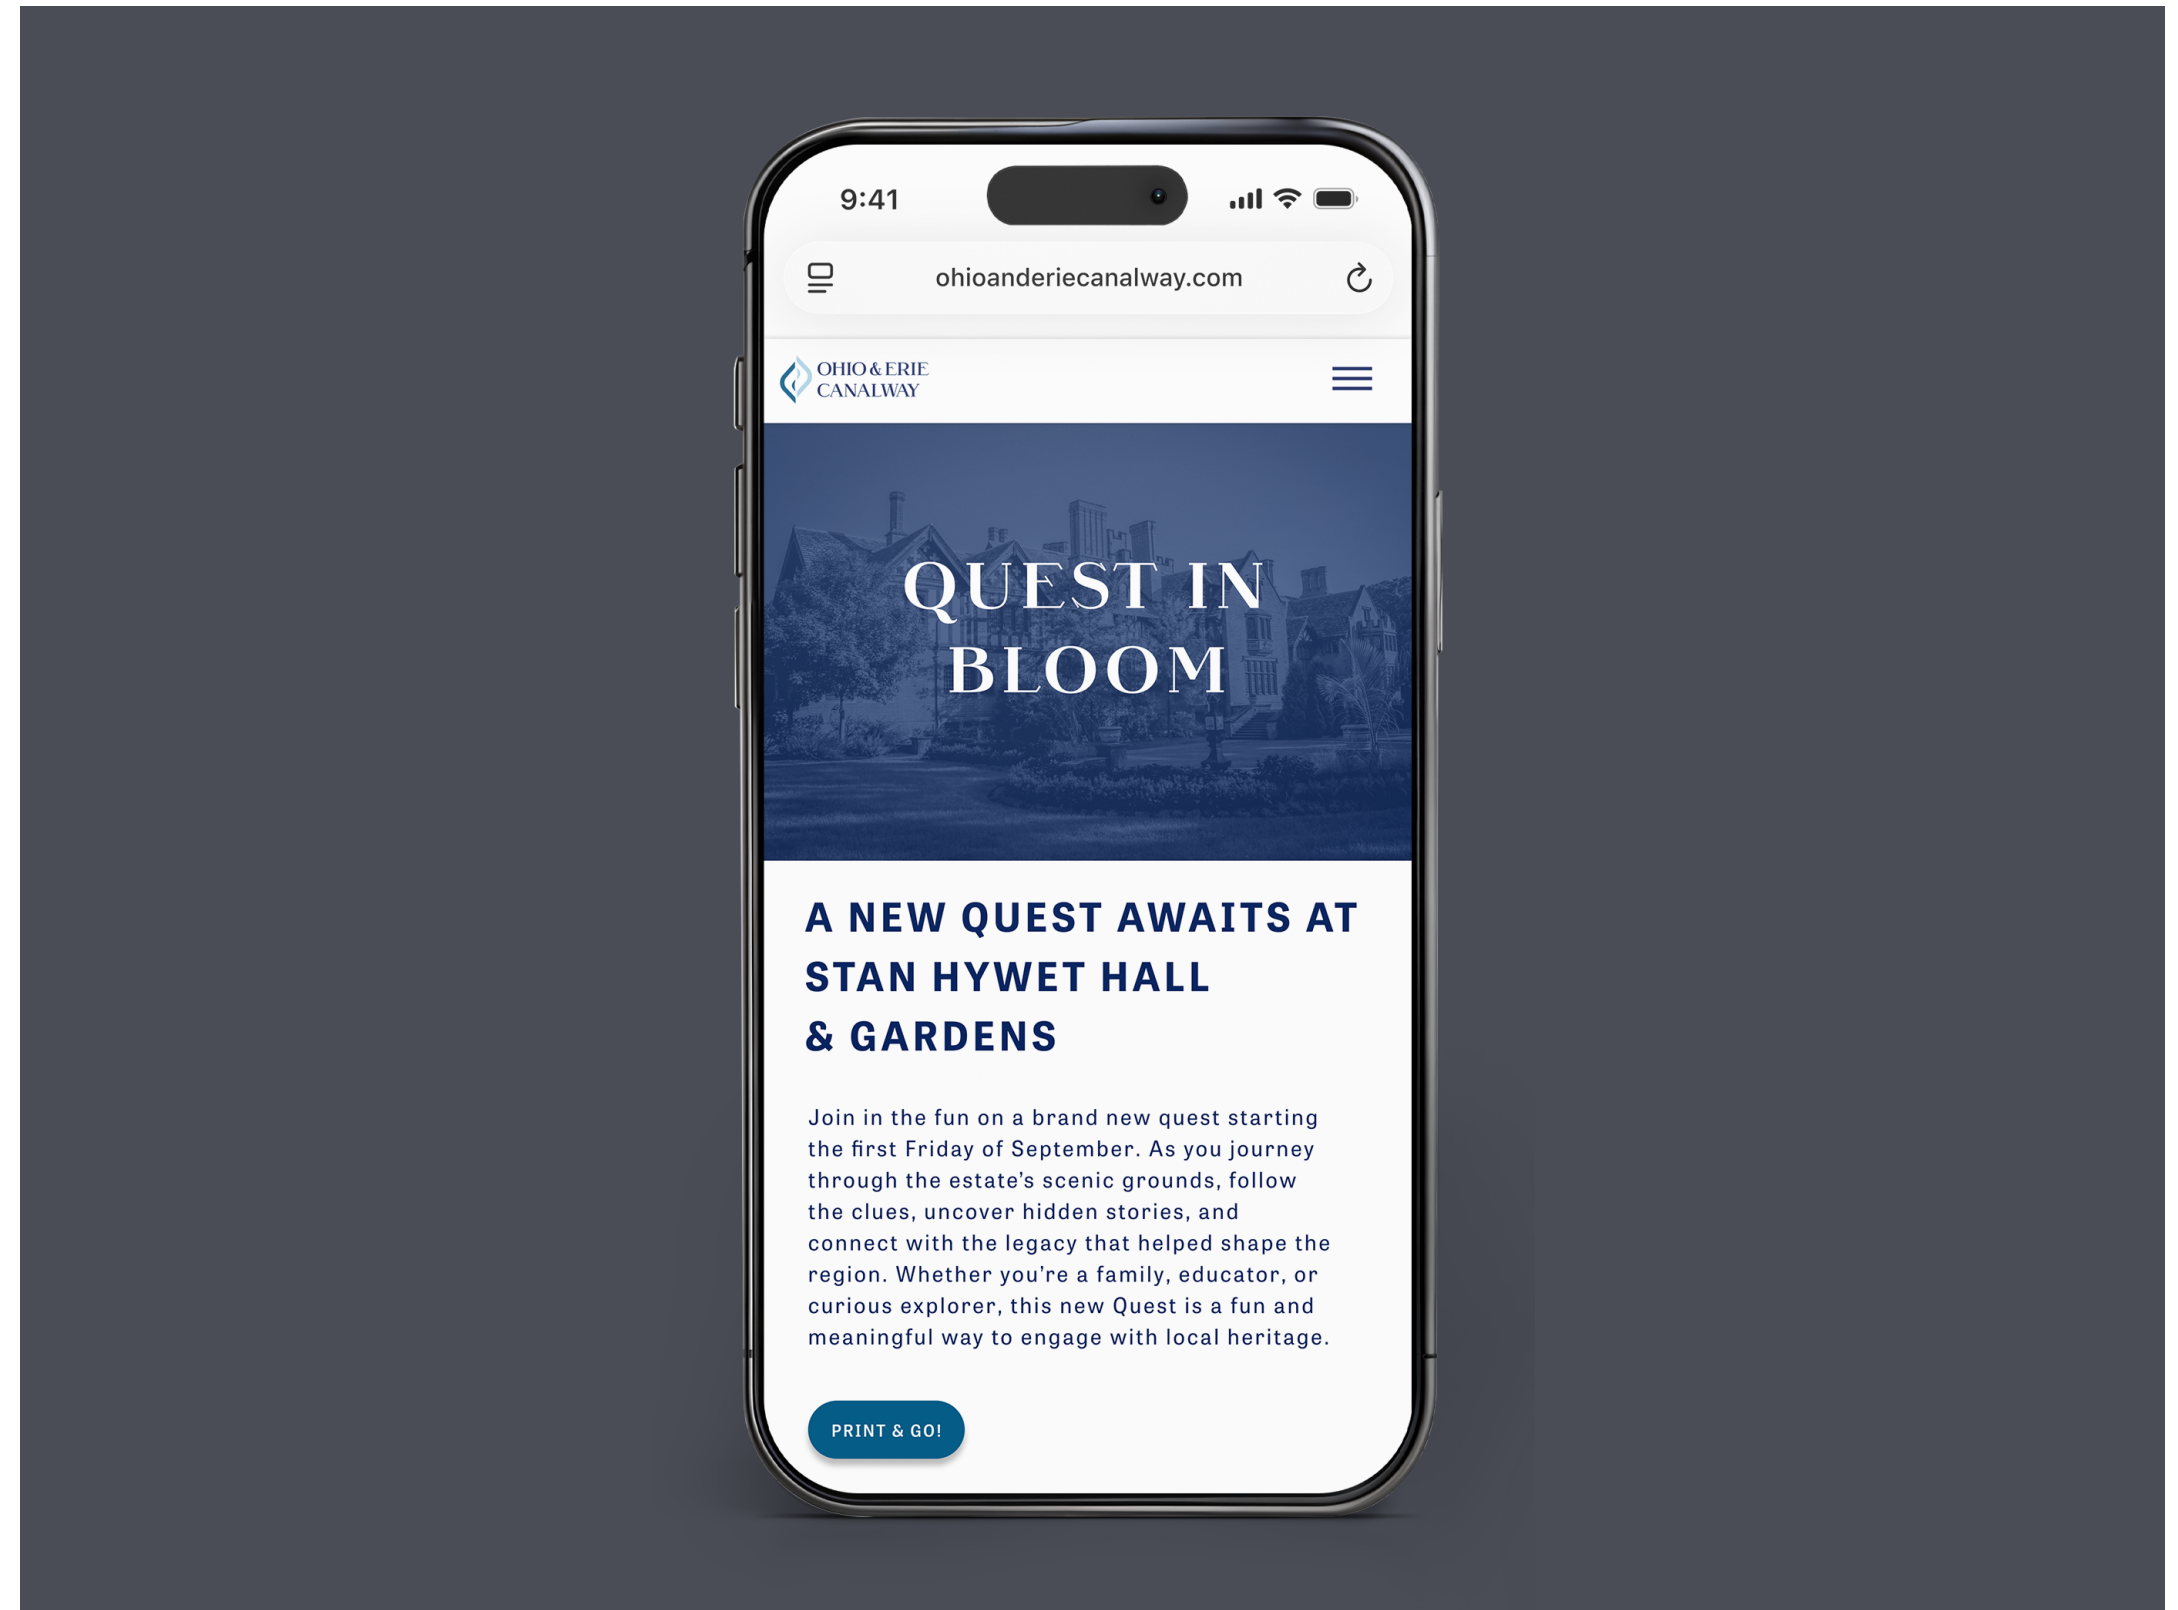 9:41
ohioanderiecanalway.com
OHIO & ERIE
CANALWAY
QUEST IN
BLOOM
A NEW QUEST AWAITS AT
STAN HYWET HALL
& GARDENS
Join in the fun on a brand new quest starting
the first Friday of September. As you journey
through the estate’s scenic grounds, follow
the clues, uncover hidden stories, and
connect with the legacy that helped shape the
region. Whether you’re a family, educator, or
curious explorer, this new Quest is a fun and
meaningful way to engage with local heritage.
PRINT & GO!